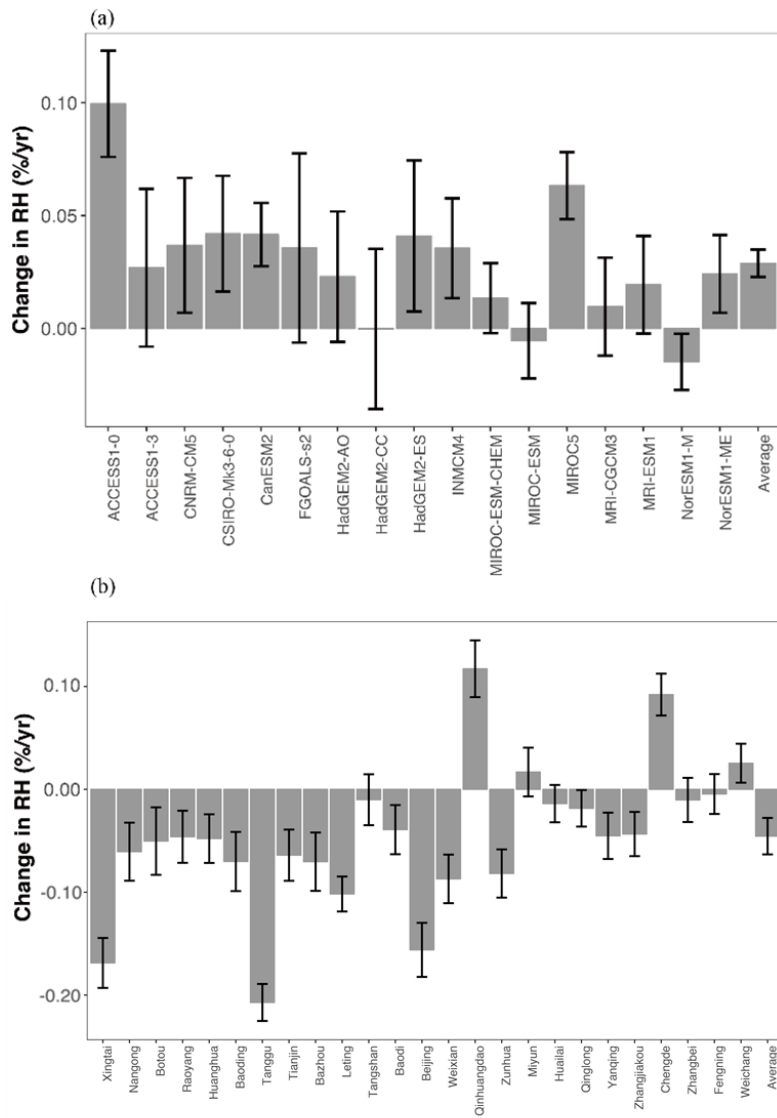 (a)
Change in RH (%/yr)
0.10
0.05
0.00
ACCESS1-0
ACCESS1-3
CNRM-CM5
CSIRO-Mk3-6-0
CanESM2
FGOALS-s2
HadGEM2-AO
HadGEM2-CC
HadGEM2-ES
INMCM4
MIROC-ESM-CHEM
MIROC-ESM
MIROC5
MRI-CGCM3
MRI-ESM1
NorESM1-M
NorESM1-ME
Average
(b)
Change in RH (%/yr)
0.10
0.00
-0.10
-0.20
Xingtai
Nangong
Botou
Raoyang
Huanghua
Baoding
Tanggu
Tianjin
Bazhou
Leting
Tangshan
Baodi
Beijing
Weixian
Qinhuangdao
Zunhua
Miyun
Huailai
Qinglong
Yanqing
Zhangjiakou
Chengde
Zhangbei
Fengning
Weichang
Average